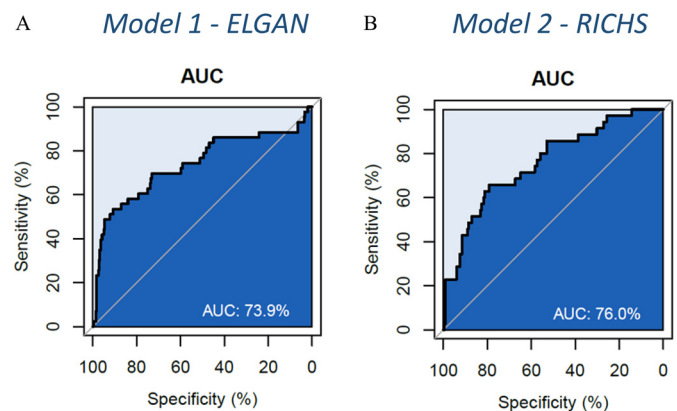 A
Model 1 - ELGAN
AUC
Sensitivity (%)
100
80
60
40
20
0
AUC: 73.9%
100 80 60 40 20 0
Specificity (%)
B
Model 2 - RICHS
AUC
Sensitivity (%)
100
80
60
40
20
0
AUC: 76.0%
100 80 60 40 20 0
Specificity (%)